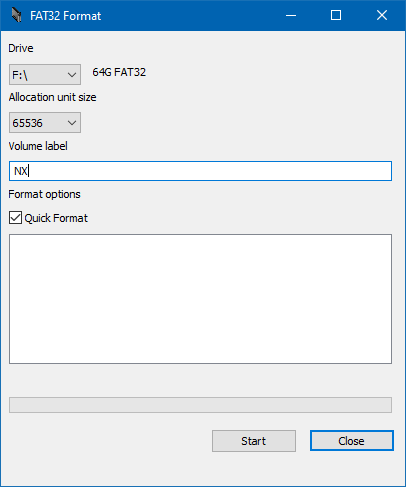 FAT32 Format
Drive
F:\ 64G FAT32
Allocation unit size
65536
Volume label
NX
Format options
Quick Format
Start Close